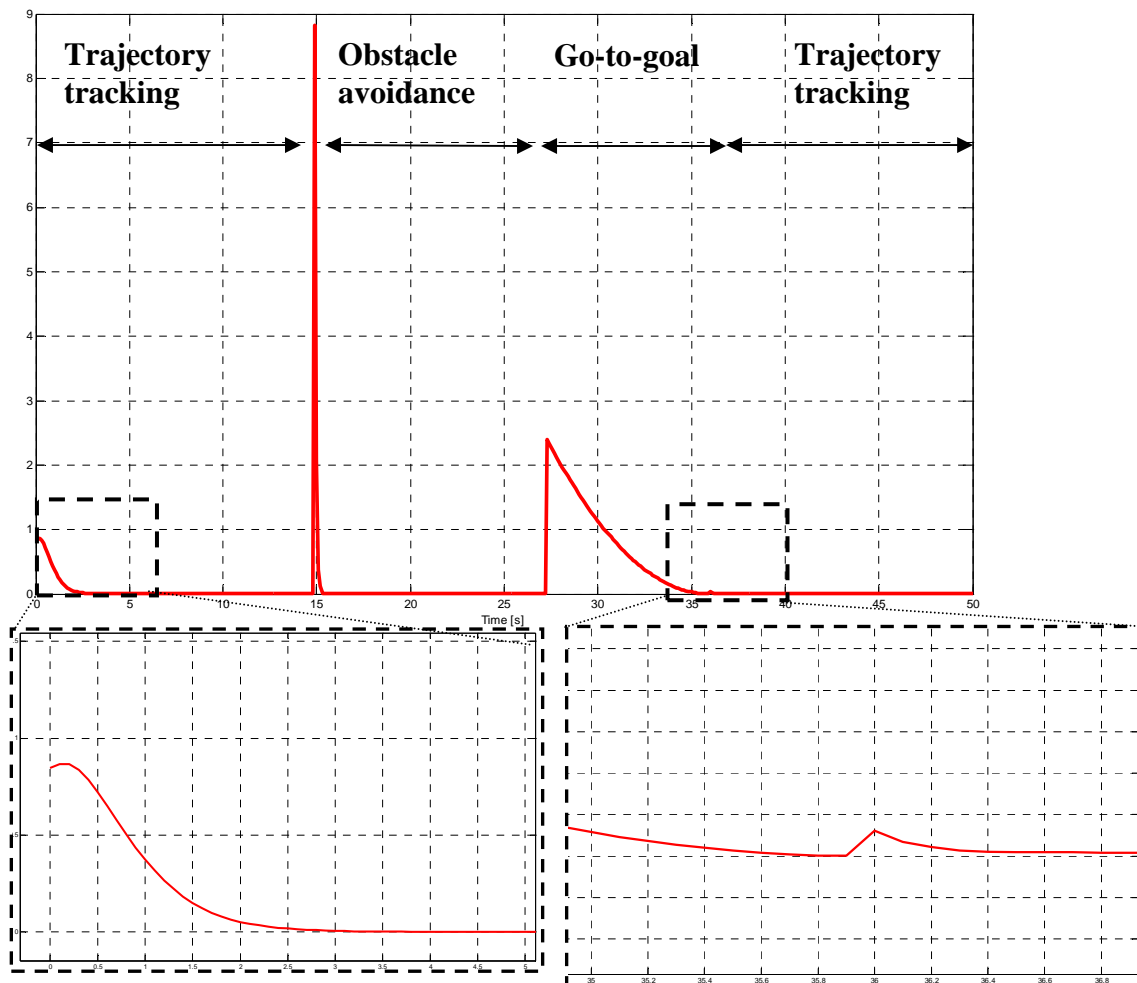 9
Trajectory Obstacle Go-to-goal Trajectory
tracking avoidance tracking
8
7
6
5
4
3
2
1
0
0 5 10 15 20 25 30 35 40 45 50
Time [s]
1
0
0 0.5 1 1.5 2 2.5 3 3.5 4 4.5 5
35 35.2 35.4 35.6 35.8 36 36.2 36.4 36.6 36.8